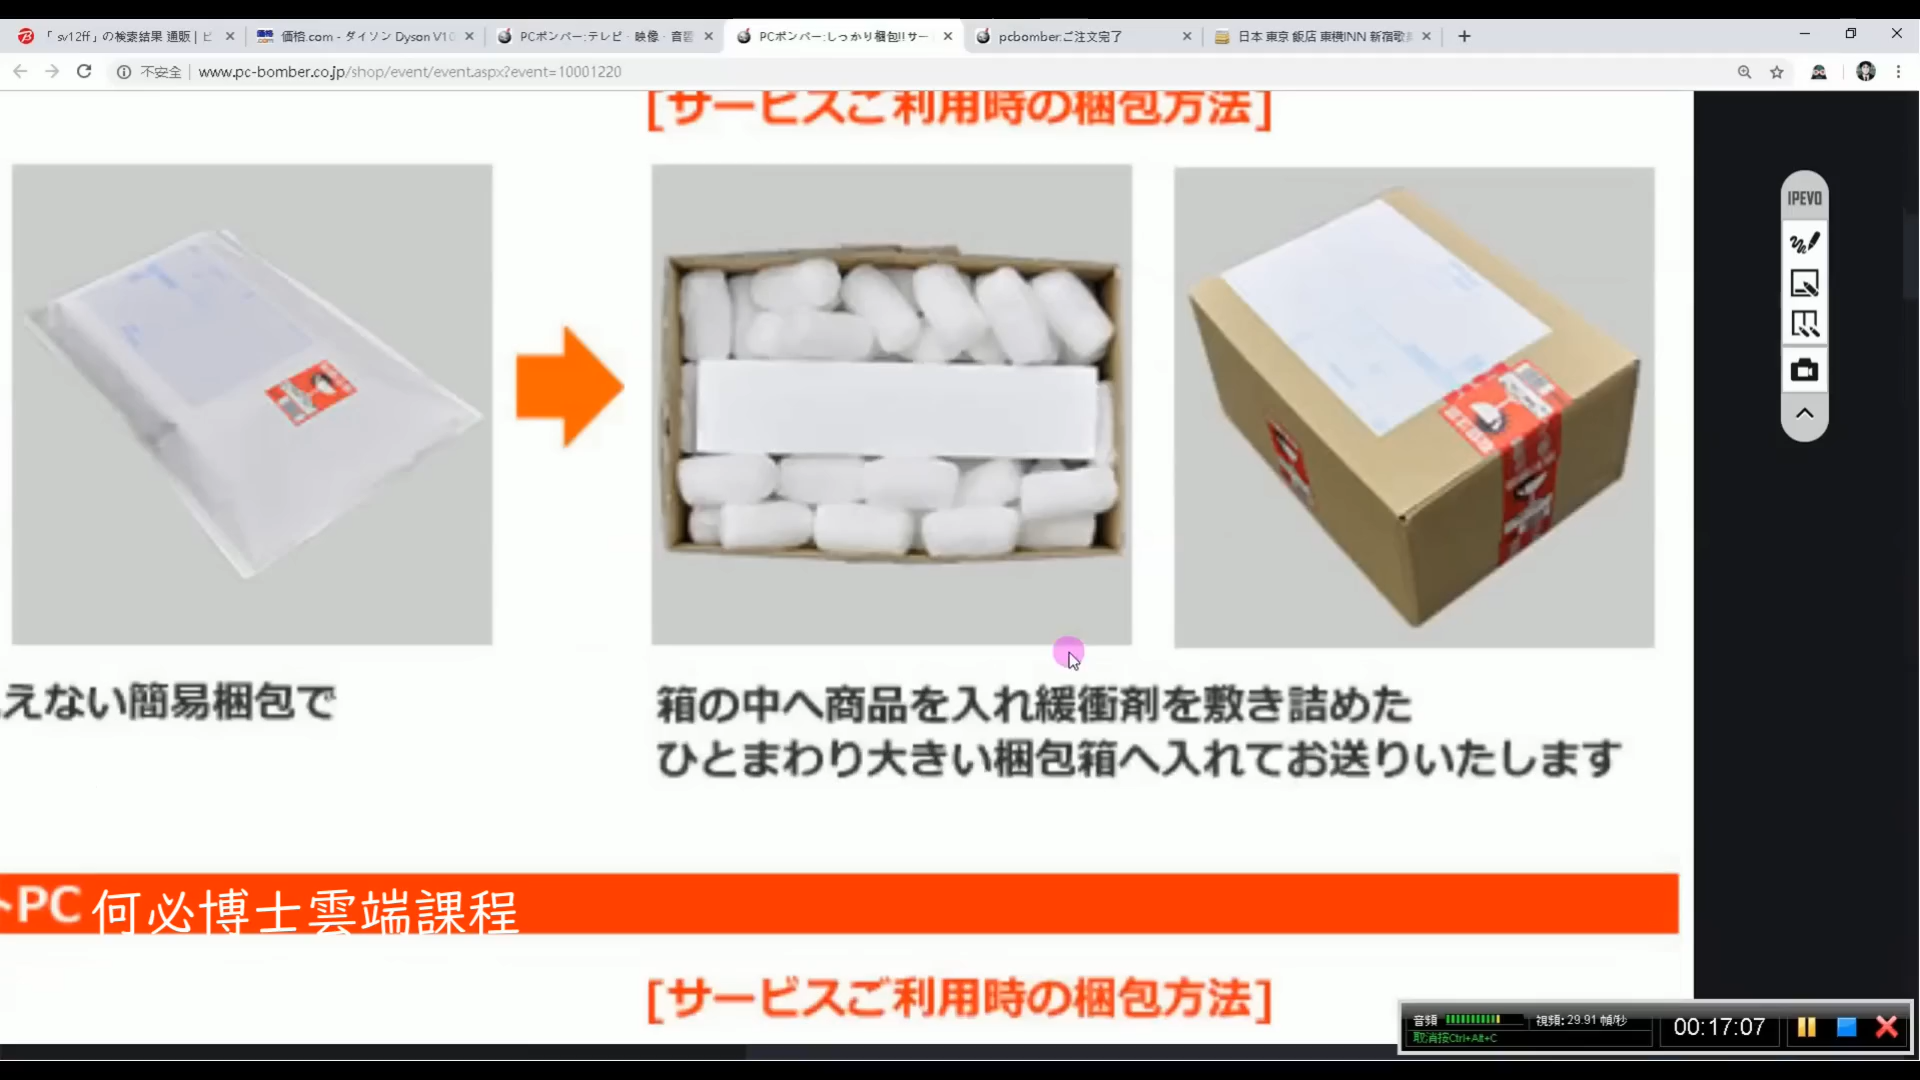 「sv12ff」の検索結果 通販 | ビ
価格.com - ダイソン Dyson V10
PCボンバー:テレビ・映像・音響
PCボンバー:しっかり梱包!!サー
pcbomber:ご注文完了
日本 東京 飯店 東横INN 新宿歌
不安全 www.pc-bomber.co.jp/shop/event/event.aspx?event=10001220
[サービスご利用時の梱包方法]
IPEVO
えない簡易梱包で
箱の中へ商品を入れ緩衝剤を敷き詰めた
ひとまわり大きい梱包箱へ入れてお送りいたします
PC 何必博士雲端課程
[サービスご利用時の梱包方法]
音頻 視頻: 29.91 幀/秒
取消按Ctrl+Alt+C
00:17:07